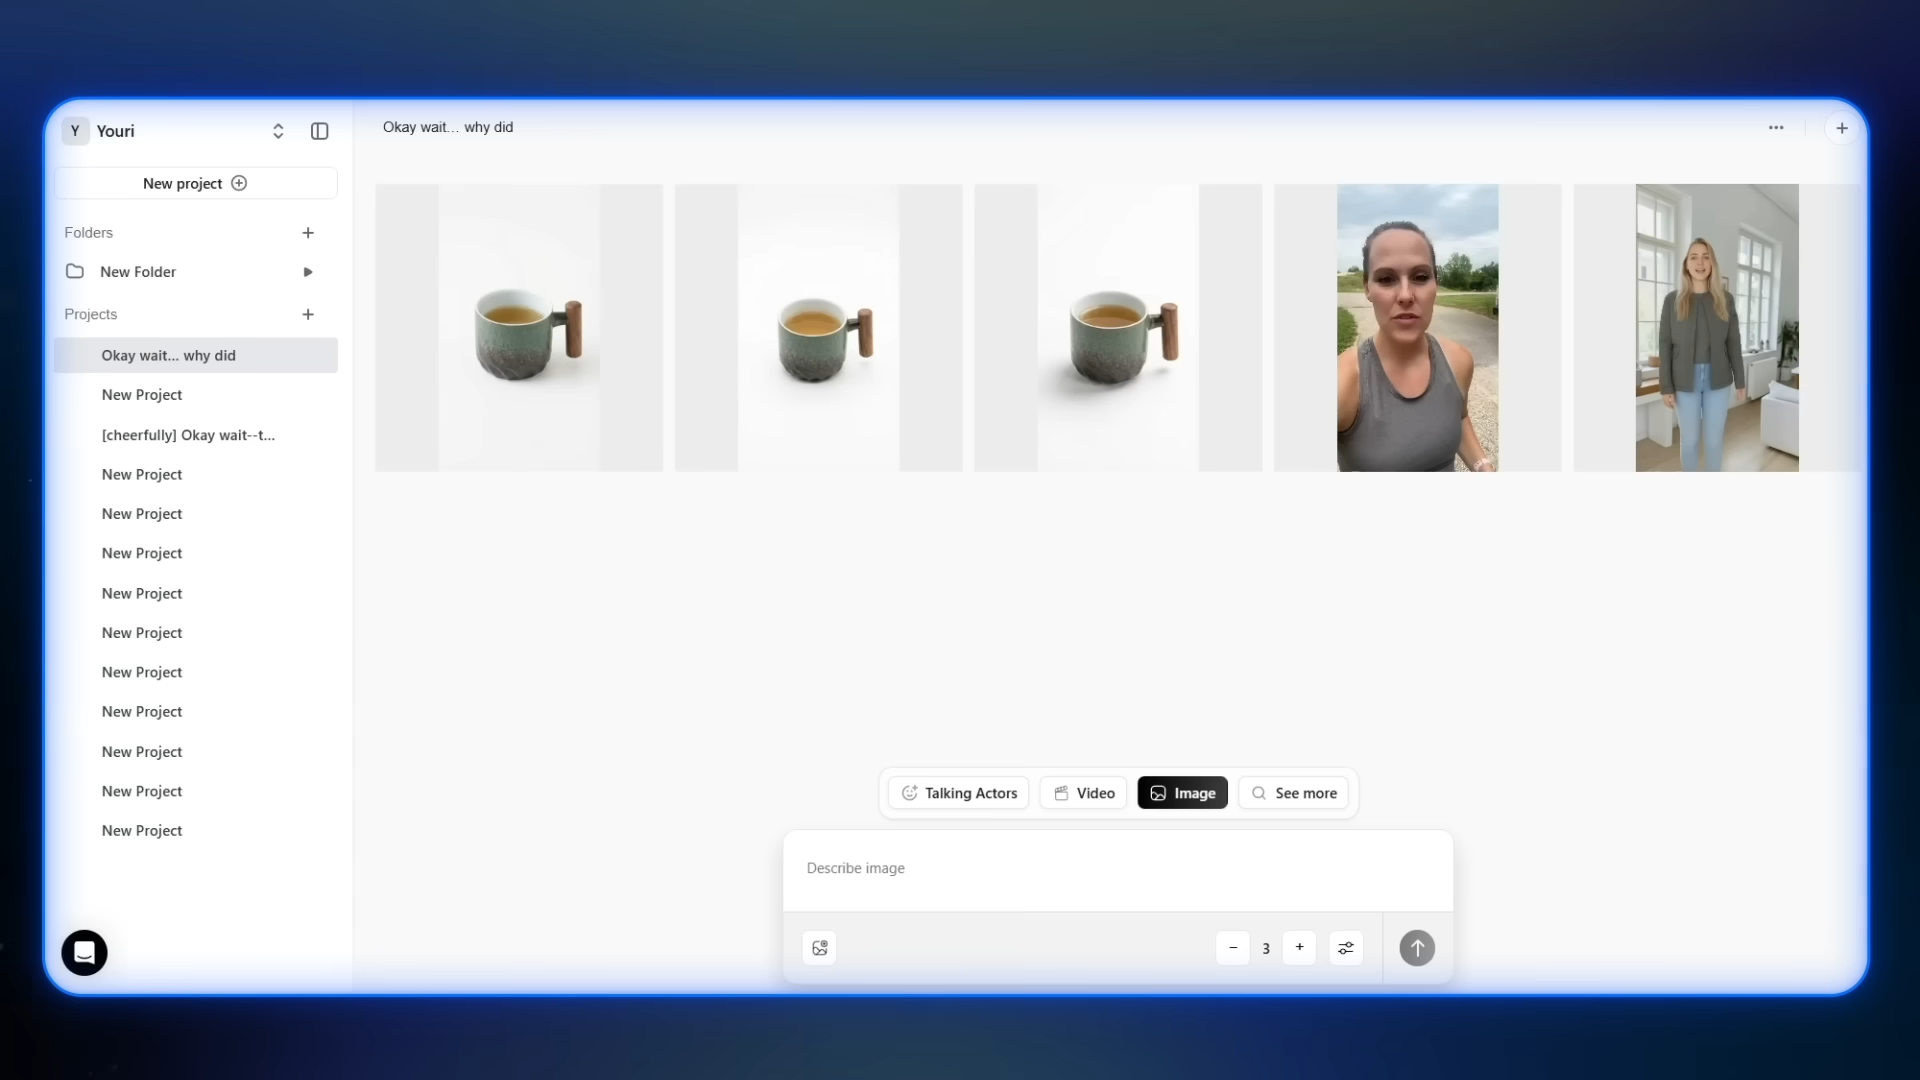 Y Youri
New project
Folders
New Folder
Projects
Okay wait... why did
New Project
[cheerfully] Okay wait--t...
New Project
New Project
New Project
New Project
New Project
New Project
New Project
New Project
New Project
New Project
Okay wait... why did
Talking Actors
Video
Image
See more
Describe image
3